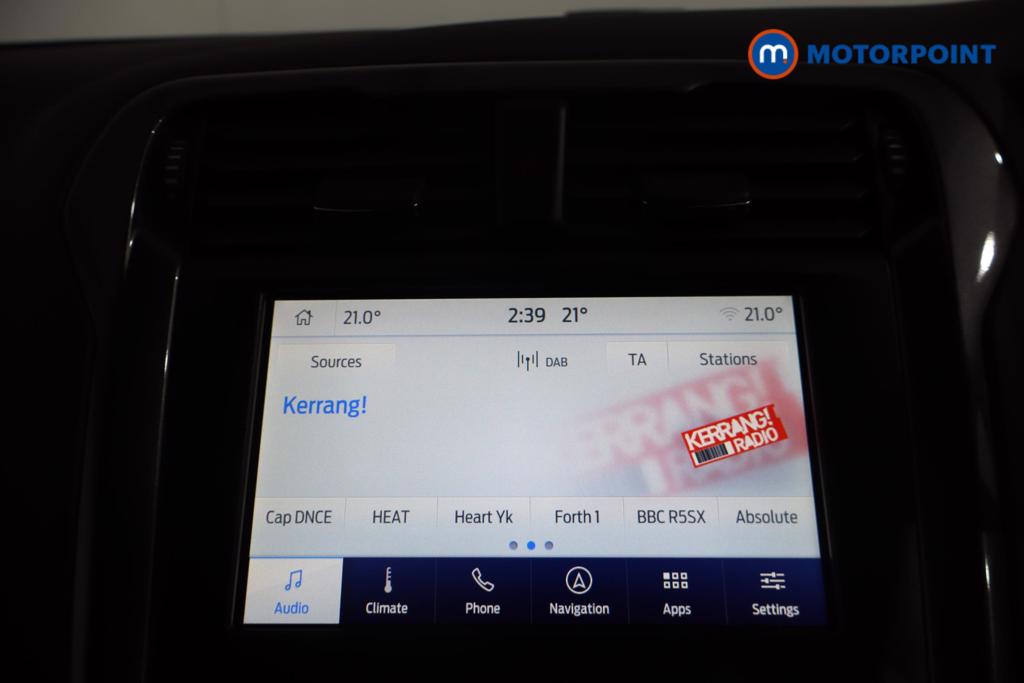 m MOTORPOINT
21.0° 2:39 21° 21.0°
Sources DAB TA Stations
Kerrang!
KERRANG!
RADIO
Cap DNCE HEAT Heart Yk Forth 1 BBC R5SX Absolute
Audio Climate Phone Navigation Apps Settings